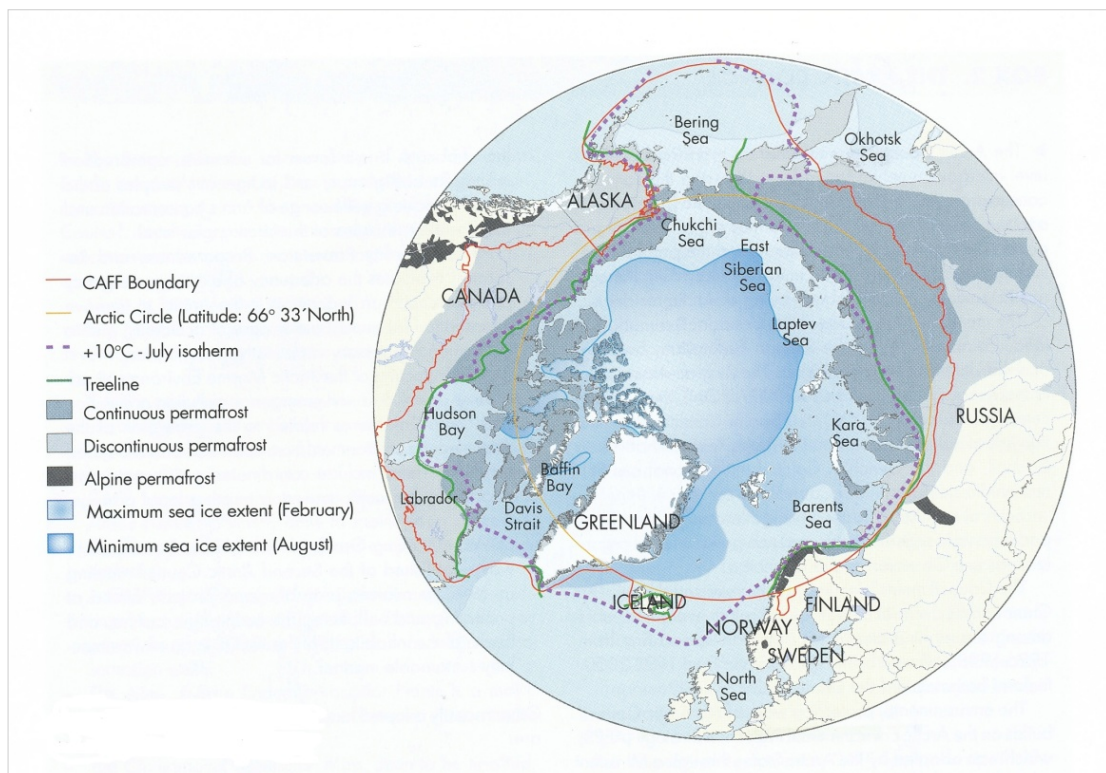 Bering
Sea
Okhotsk
Sea
ALASKA
Chukchi
Sea
East
Siberian
Sea
CANADA
Laptev
Sea
CAFF Boundary
Arctic Circle (Latitude: 66° 33´North)
+10°C - July isotherm
Treeline
Continuous permafrost
Discontinuous permafrost
Alpine permafrost
Maximum sea ice extent (February)
Minimum sea ice extent (August)
Hudson
Bay
RUSSIA
Kara
Sea
Baffin
Bay
Labrador
Davis
Strait
Barents
Sea
GREENLAND
ICELAND
FINLAND
NORWAY
SWEDEN
North
Sea